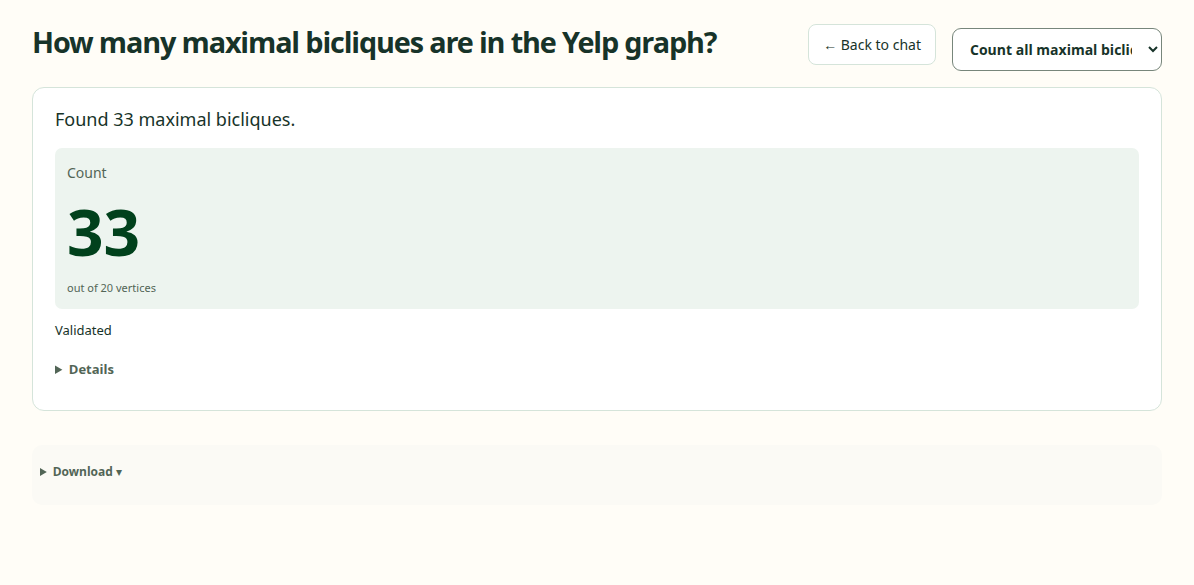 How many maximal bicliques are in the Yelp graph?
← Back to chat
Count all maximal bicli
Found 33 maximal bicliques.
Count
33
out of 20 vertices
Validated
▶ Details
▶ Download ▾